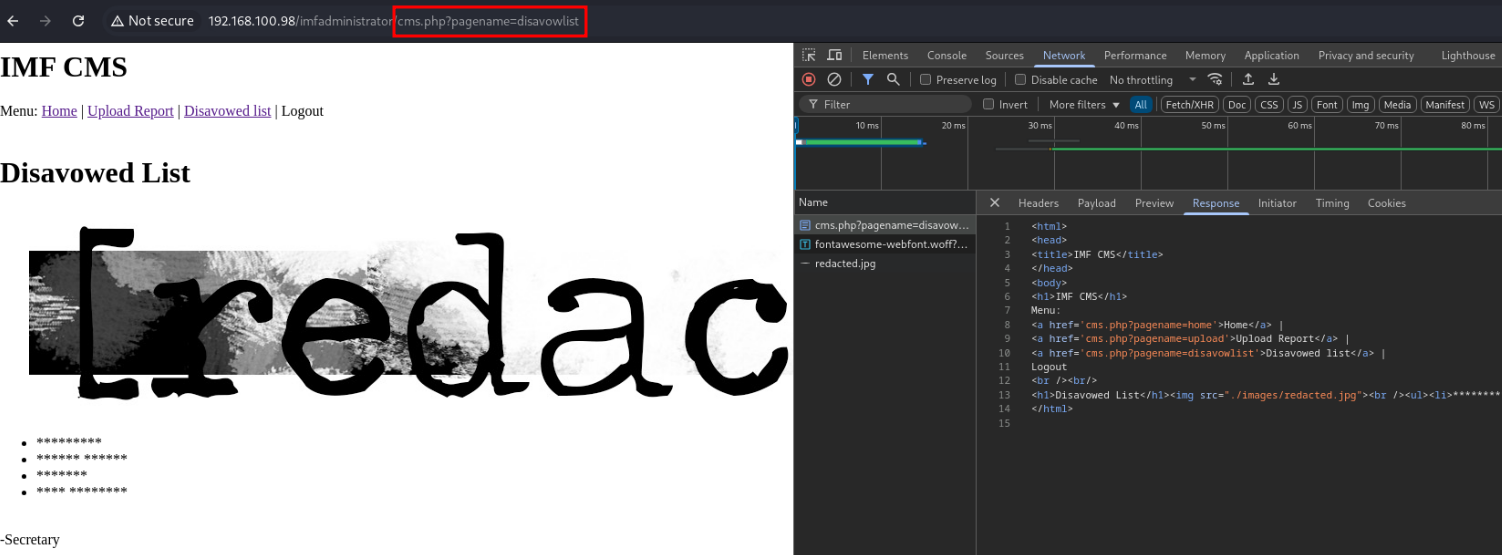 Not secure 192.168.100.98/imfadministrator/cms.php?pagename=disavowlist
IMF CMS
Menu: Home | Upload Report | Disavowed list | Logout
Disavowed List
[redac
*********
****** ******
*******
**** ********
-Secretary
Elements Console Sources Network Performance Memory Application Privacy and security Lighthouse
Preserve log Disable cache No throttling
Filter Invert More filters All Fetch/XHR Doc CSS JS Font Img Media Manifest WS
10 ms 20 ms 30 ms 40 ms 50 ms 60 ms 70 ms 80 ms
Name
cms.php?pagename=disavow...
fontawesome-webfont.woff?...
redacted.jpg
Headers Payload Preview Response Initiator Timing Cookies
1 <html>
2 <head>
3 <title>IMF CMS</title>
4 </head>
5 <body>
6 <h1>IMF CMS</h1>
7 Menu:
8 <a href='cms.php?pagename=home'>Home</a> |
9 <a href='cms.php?pagename=upload'>Upload Report</a> |
10 <a href='cms.php?pagename=disavowlist'>Disavowed list</a> |
11 Logout
12 <br /><br/>
13 <h1>Disavowed List</h1><img src="./images/redacted.jpg"><br /><ul><li>********
14 </html>
15